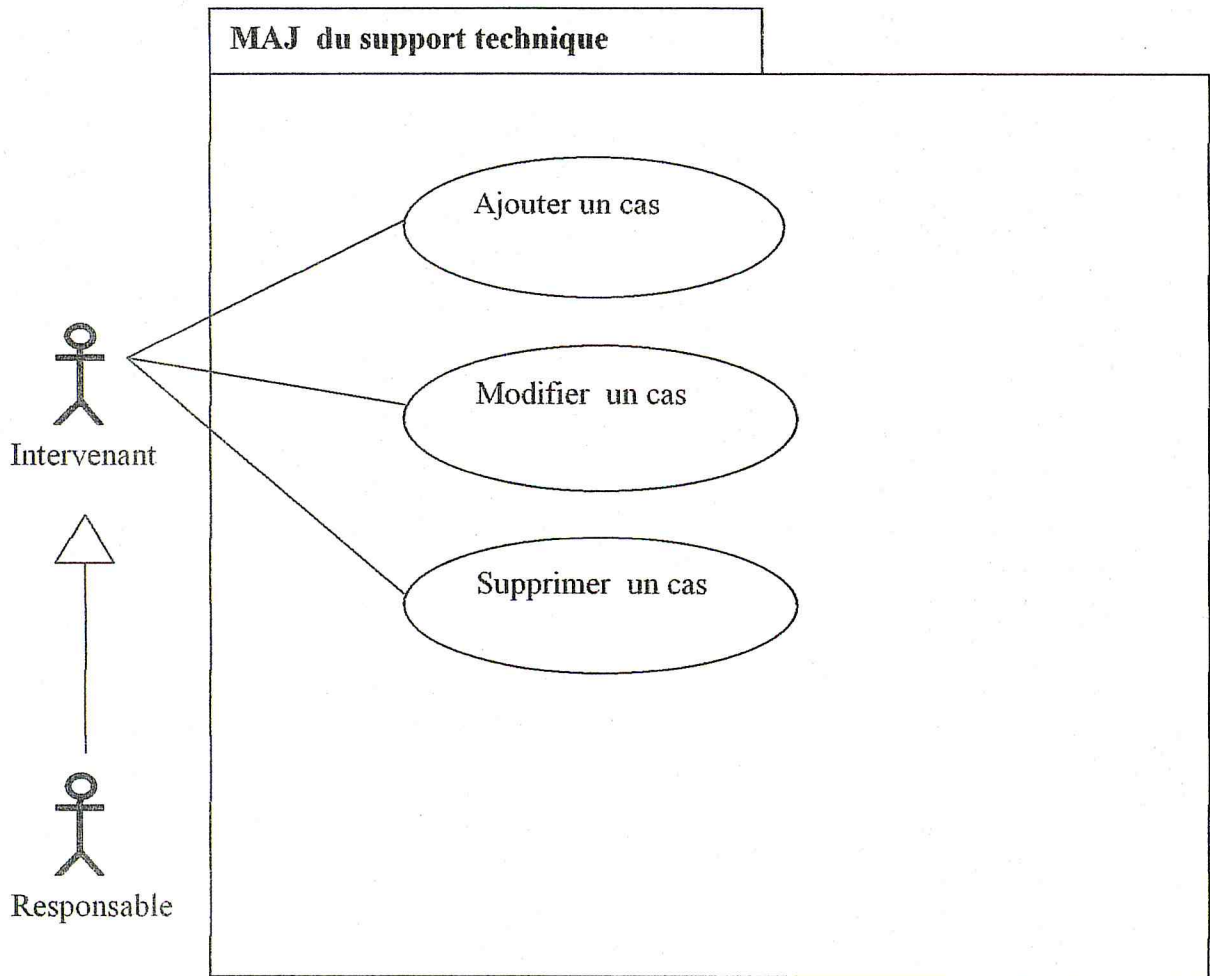 MAJ du support technique
Ajouter un cas
Modifier un cas
Intervenant
Supprimer un cas
Responsable